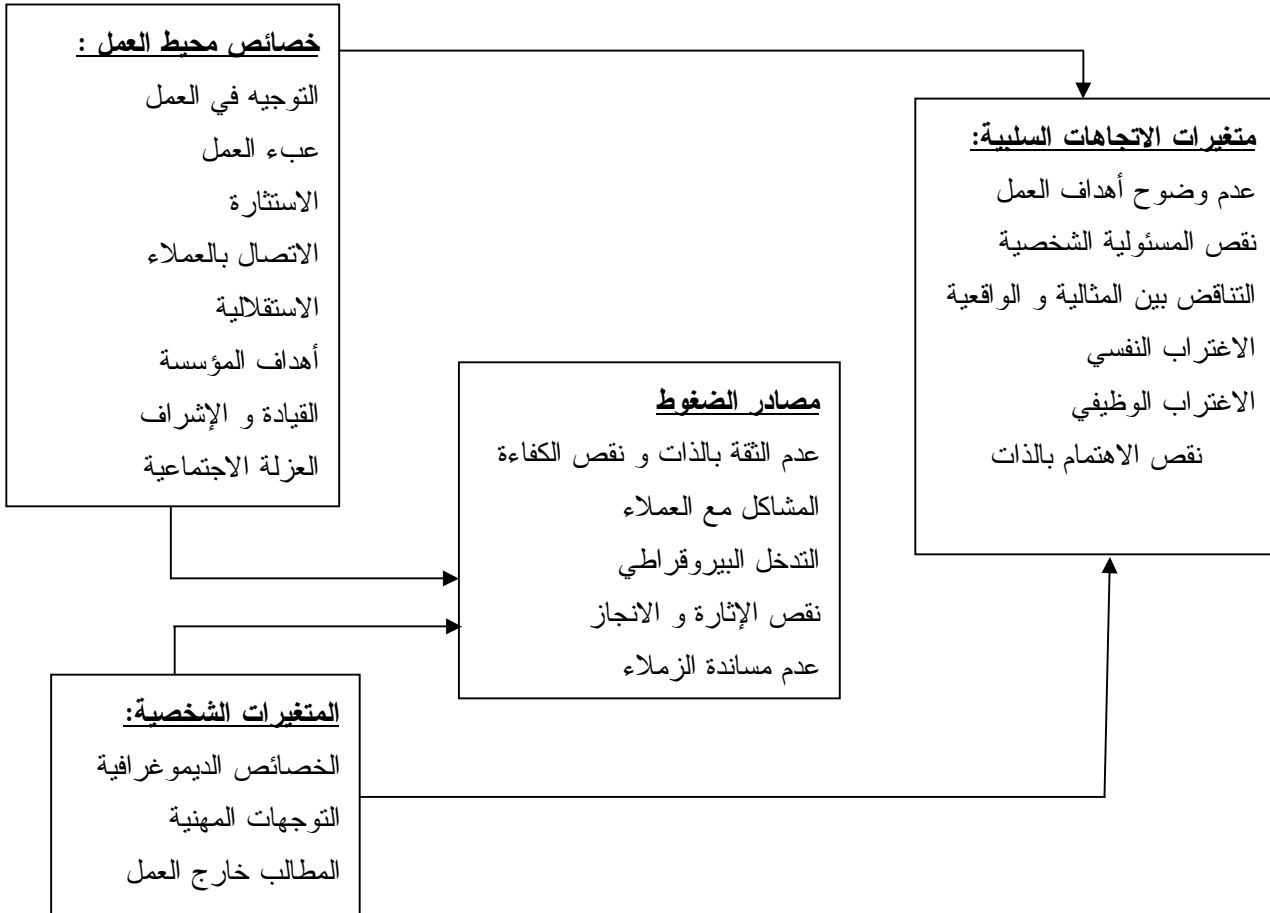 خصائص محيط العمل :
التوجيه في العمل
عبء العمل
الاستثارة
الاتصال بالعملاء
الاستقلالية
أهداف المؤسسة
القيادة و الإشراف
العزلة الاجتماعية
متغيرات الاتجاهات السلبية:
عدم وضوح أهداف العمل
نقص المسئولية الشخصية
التناقض بين المثالية و الواقعية
الاغتراب النفسي
الاغتراب الوظيفي
نقص الاهتمام بالذات
مصادر الضغوط
عدم الثقة بالذات و نقص الكفاءة
المشاكل مع العملاء
التدخل البيروقراطي
نقص الإثارة و الانجاز
عدم مساندة الزملاء
المتغيرات الشخصية:
الخصائص الديموغرافية
التوجهات المهنية
المطالب خارج العمل